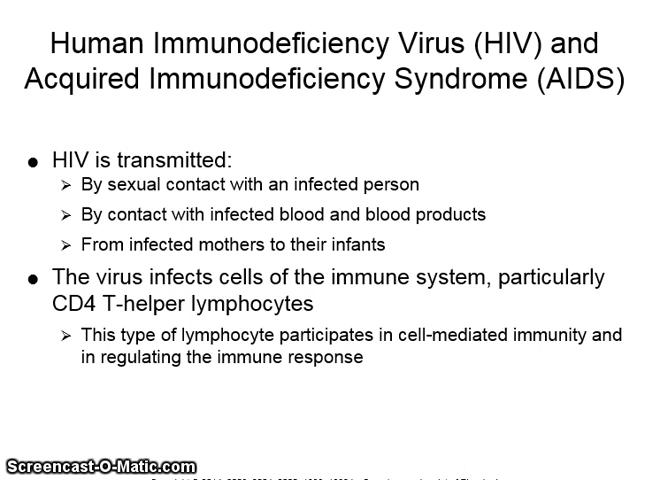 Human Immunodeficiency Virus (HIV) and
Acquired Immunodeficiency Syndrome (AIDS)
● HIV is transmitted:
➢ By sexual contact with an infected person
➢ By contact with infected blood and blood products
➢ From infected mothers to their infants
● The virus infects cells of the immune system, particularly
CD4 T-helper lymphocytes
➢ This type of lymphocyte participates in cell-mediated immunity and
in regulating the immune response
Screencast-O-Matic.com